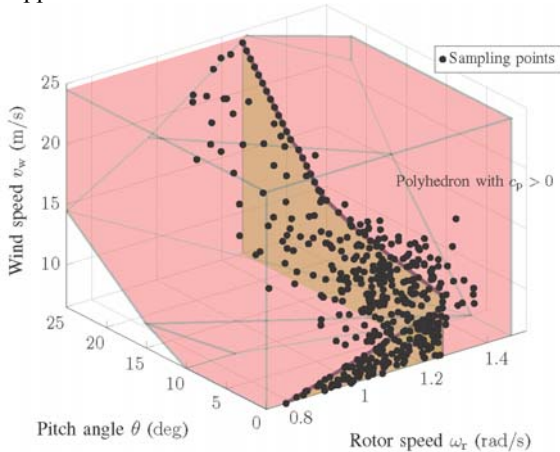 Sampling points
Polyhedron with c_p > 0
Wind speed v_w (m/s)
25
20
15
10
25
20
15
10
5
0
Pitch angle θ (deg)
0.8
1
1.2
1.4
Rotor speed ω_r (rad/s)